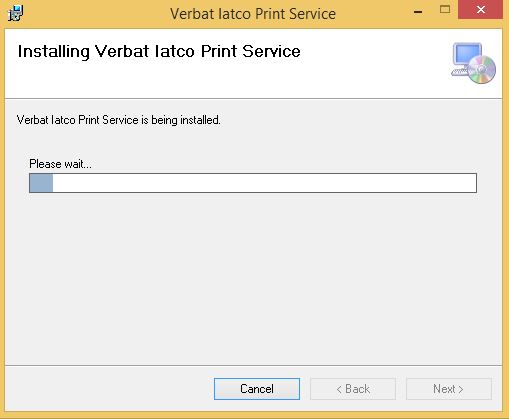 Verbat Iatco Print Service
Installing Verbat Iatco Print Service
Verbat Iatco Print Service is being installed.
Please wait...
Cancel
< Back
Next >